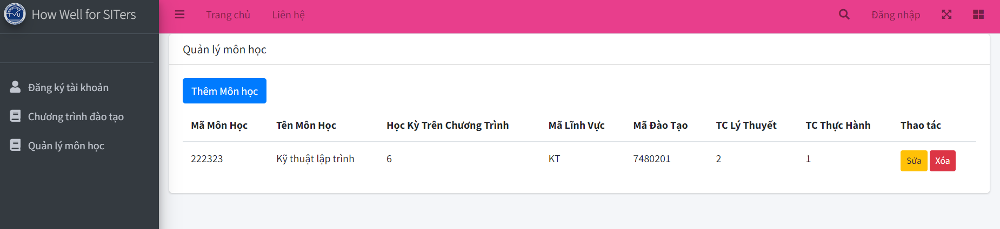 How Well for SITers
Trang chủ
Liên hệ
Đăng nhập
Đăng ký tài khoản
Chương trình đào tạo
Quản lý môn học
Quản lý môn học
Thêm Môn học
Mã Môn Học Tên Môn Học Học Kỳ Trên Chương Trình Mã Lĩnh Vực Mã Đào Tạo TC Lý Thuyết TC Thực Hành Thao tác
222323 Kỹ thuật lập trình 6 KT 7480201 2 1 Sửa Xóa